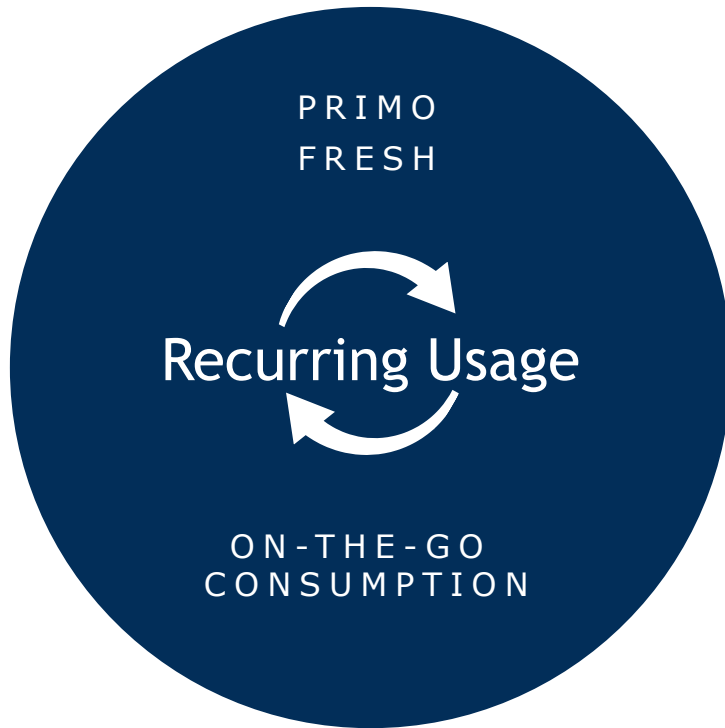 PRIMO
FRESH
Recurring Usage
ON-THE-GO
CONSUMPTION